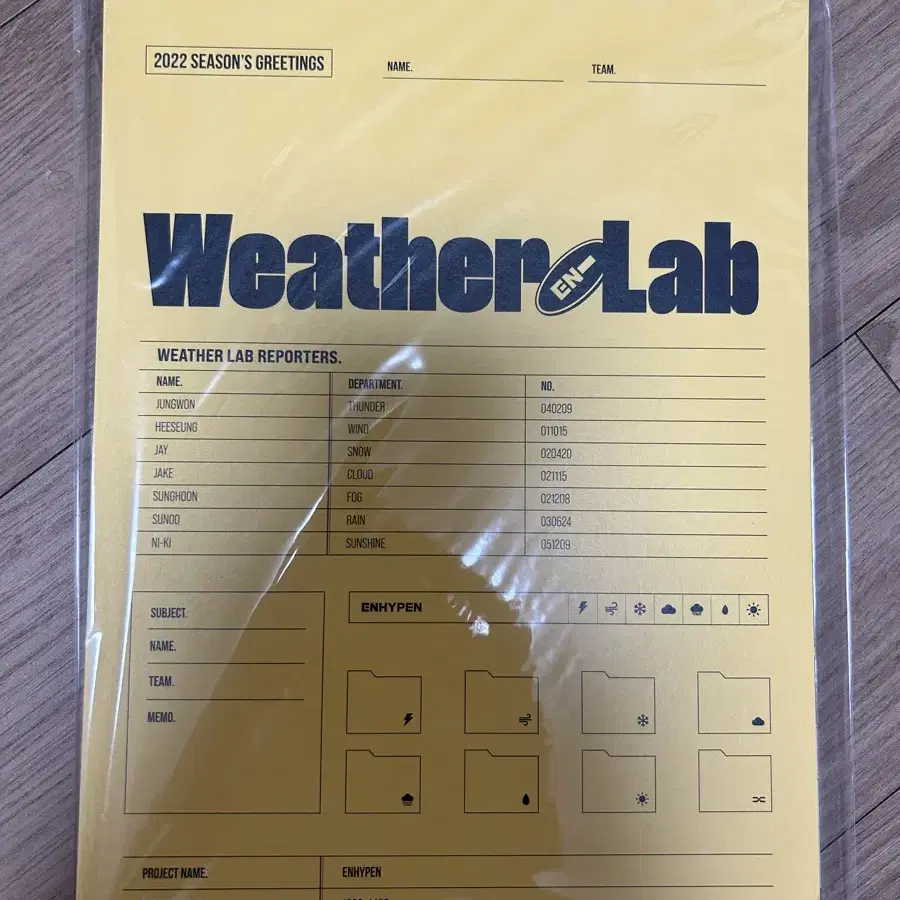 2022 SEASON'S GREETINGS NAME. TEAM.
Weather EN- Lab
WEATHER LAB REPORTERS.
NAME. DEPARTMENT. NO.
JUNGWON THUNDER 040209
HEESEUNG WIND 011015
JAY SNOW 020420
JAKE CLOUD 021115
SUNGHOON FOG 021208
SUNOO RAIN 030624
NI-KI SUNSHINE 051209
SUBJECT.
NAME.
TEAM.
MEMO.
ENHYPEN
PROJECT NAME. ENHYPEN